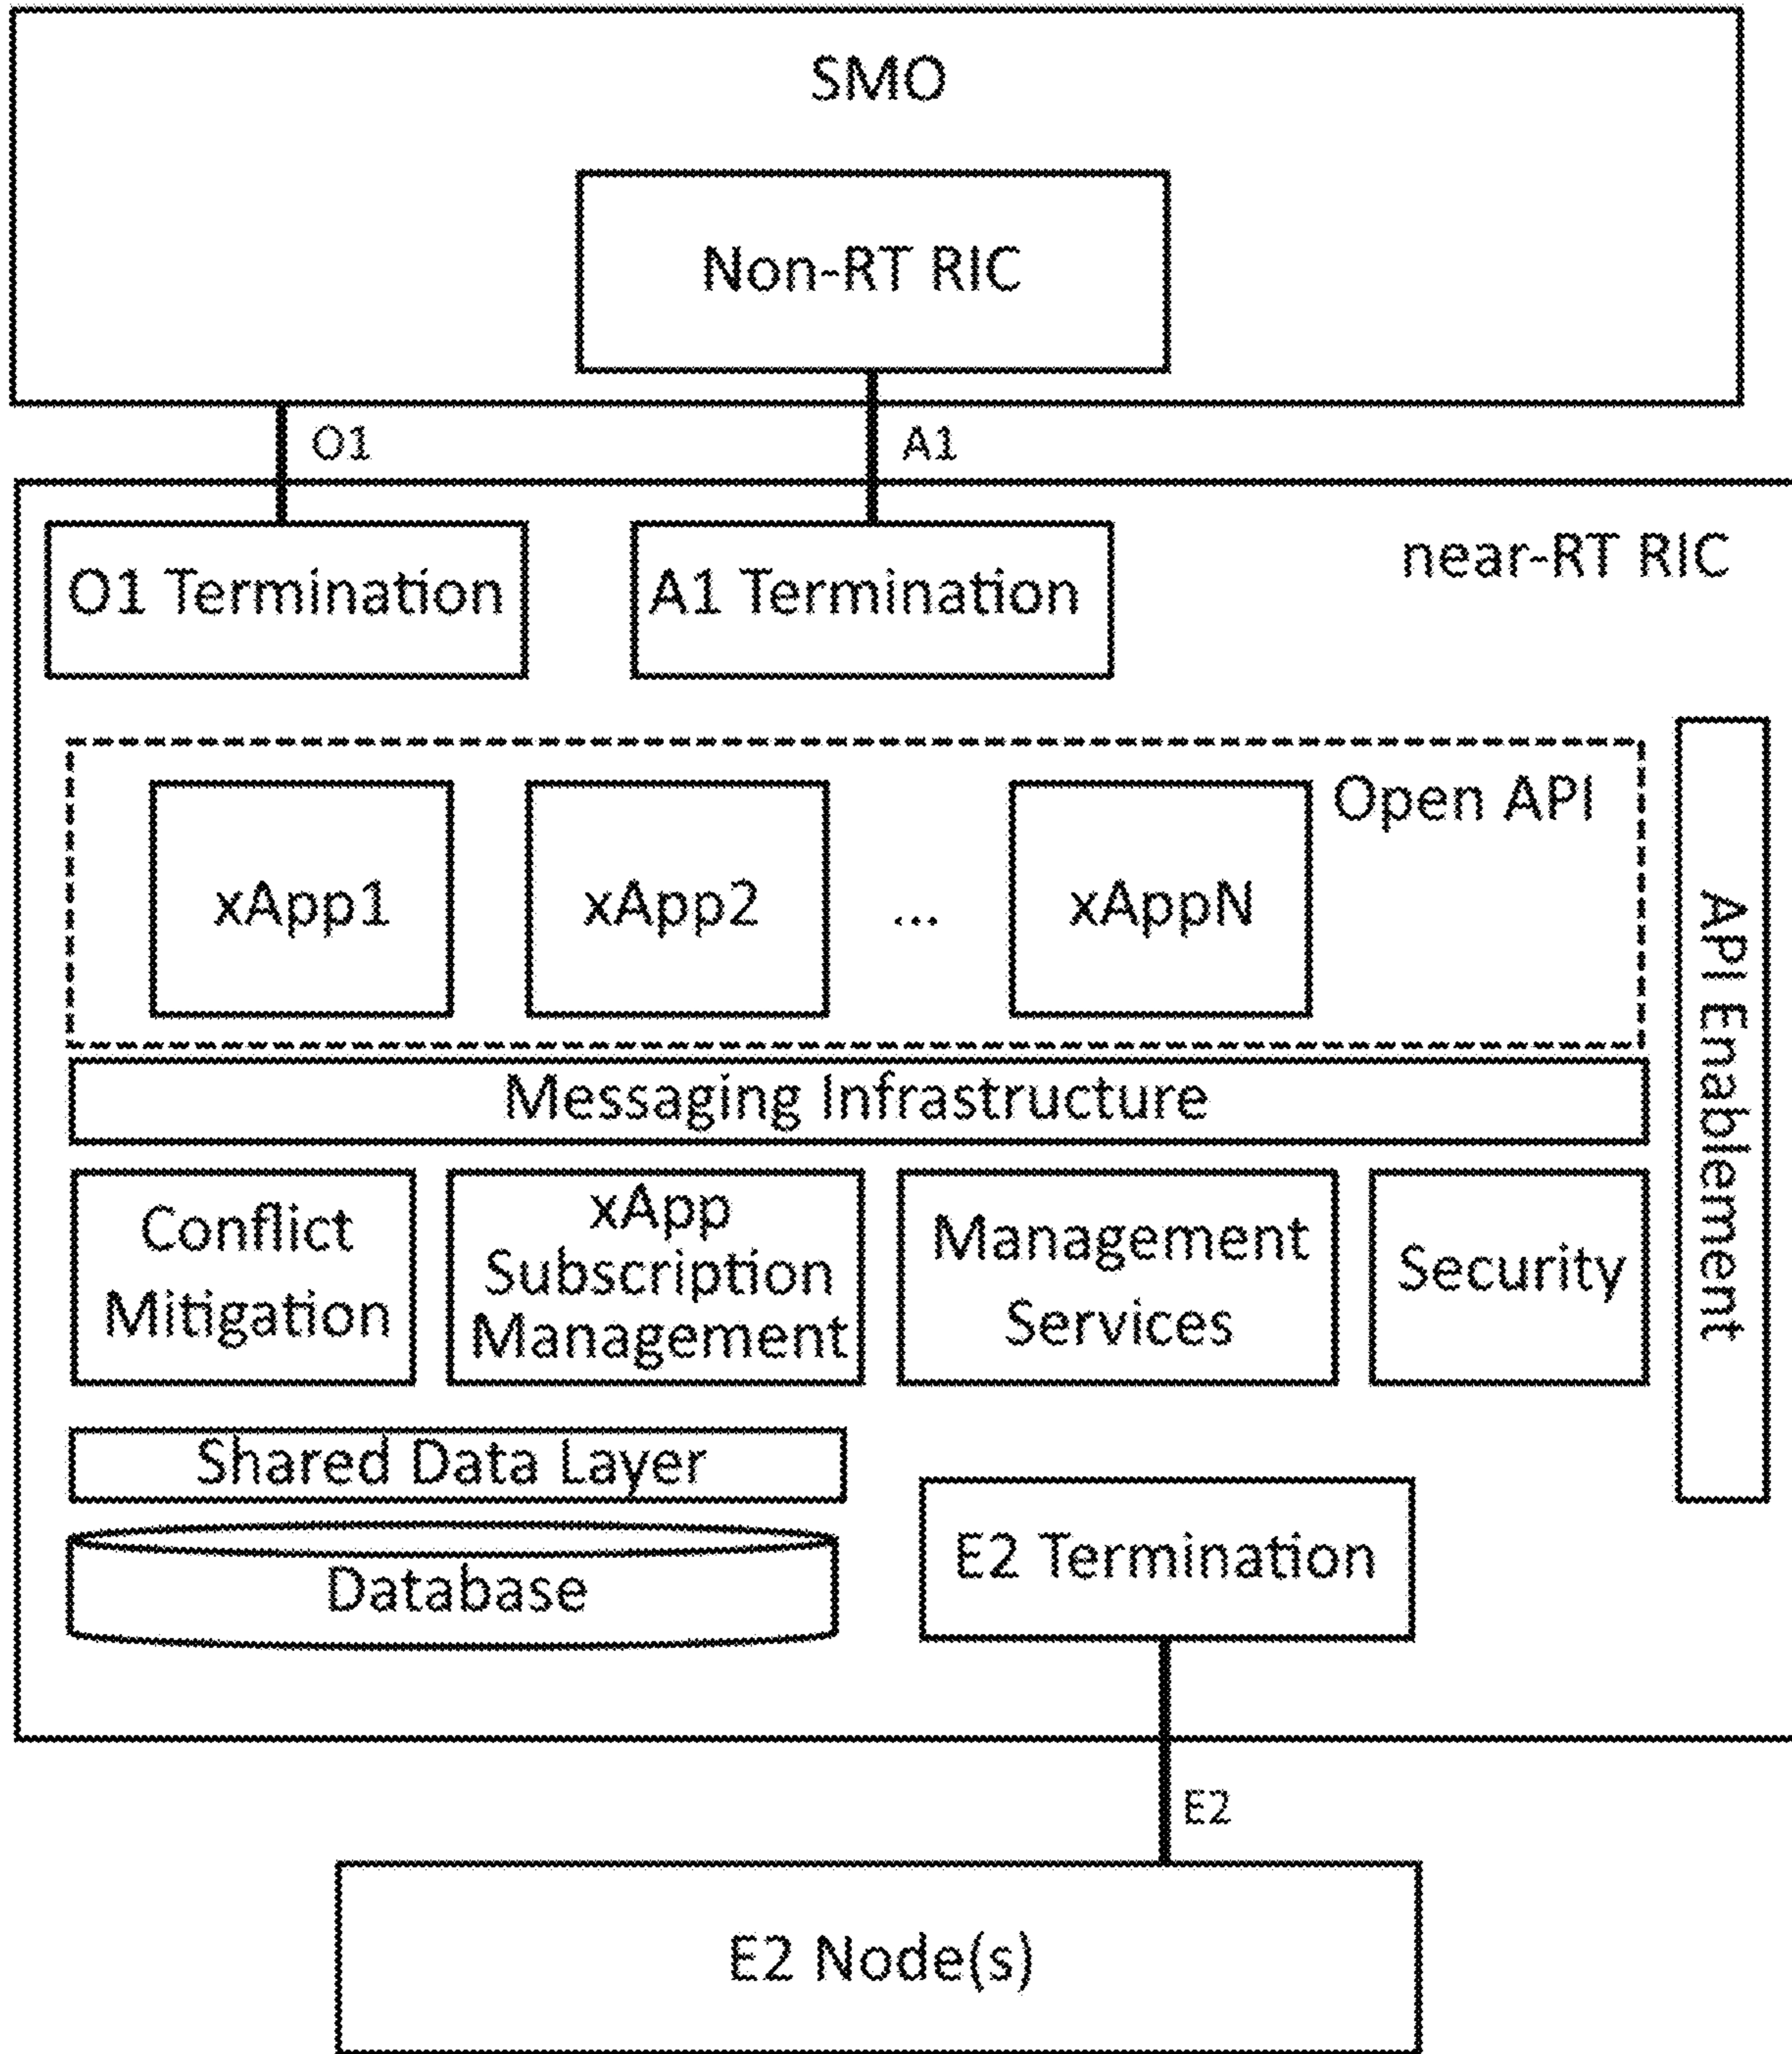 SMO
Non-RT RIC
O1
A1
near-RT RIC
O1 Termination
A1 Termination
Open API
xApp1
xApp2
...
xAppN
API Enablement
Messaging Infrastructure
Conflict
Mitigation
xApp
Subscription
Management
Management
Services
Security
Shared Data Layer
Database
E2 Termination
E2
E2 Node(s)